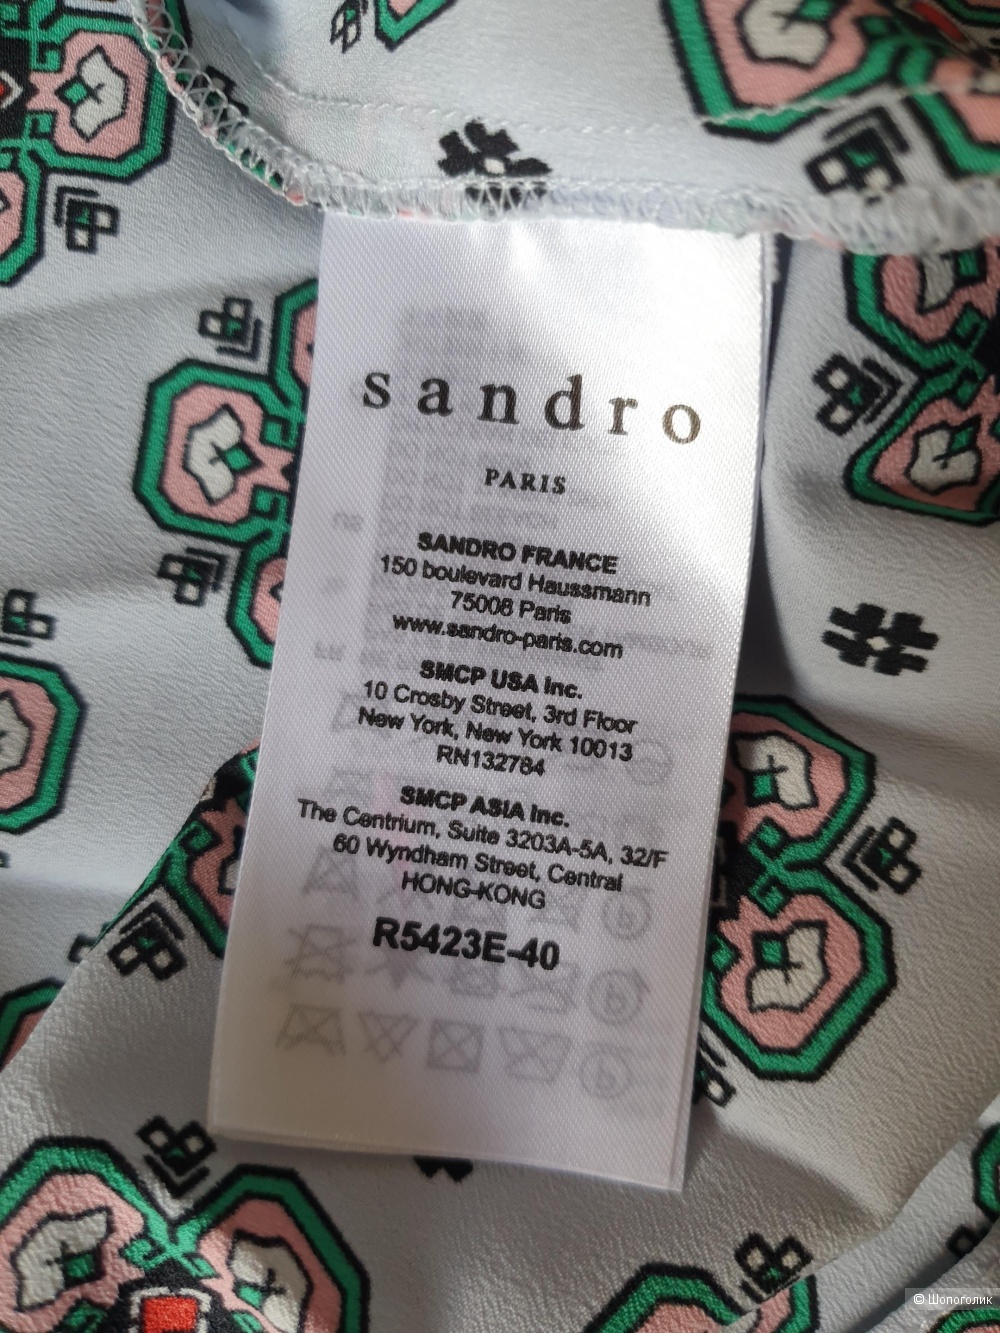 sandro
PARIS
SANDRO FRANCE
150 boulevard Haussmann
75008 Paris
www.sandro-paris.com
SMCP USA Inc.
10 Crosby Street, 3rd Floor
New York, New York 10013
RN132784
SMCP ASIA Inc.
The Centrium, Suite 3203A-5A, 32/F
60 Wyndham Street, Central
HONG-KONG
R5423E-40
© Шопоголик